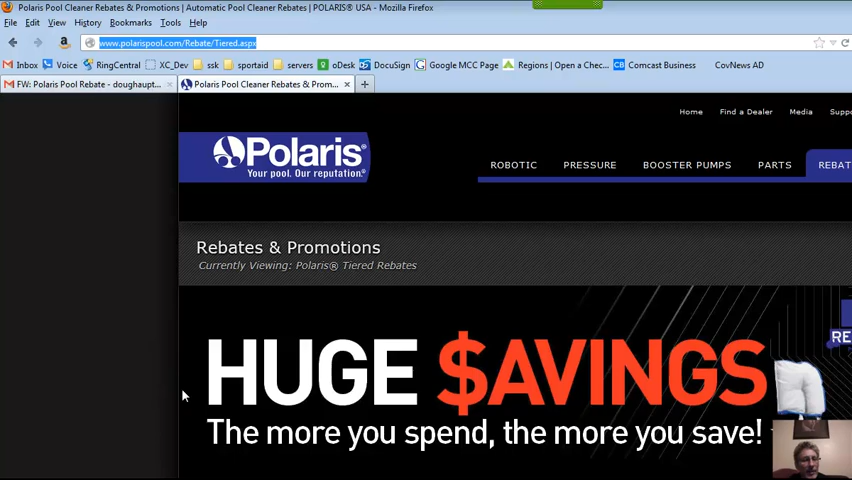 Polaris Pool Cleaner Rebates & Promotions | Automatic Pool Cleaner Rebates | POLARIS® USA - Mozilla Firefox
File Edit View History Bookmarks Tools Help
www.polarispool.com/Rebate/Tiered.aspx
Inbox Voice RingCentral XC_Dev ssk sportaid servers oDesk DocuSign Google MCC Page Regions | Open a Chec... Comcast Business CovNews AD
FW: Polaris Pool Rebate - doughaupt... Polaris Pool Cleaner Rebates & Prom...
Home Find a Dealer Media Suppo
Polaris®
Your pool. Our reputation.®
ROBOTIC PRESSURE BOOSTER PUMPS PARTS REBAT
Rebates & Promotions
Currently Viewing: Polaris® Tiered Rebates
RE
HUGE $AVINGS
The more you spend, the more you save!